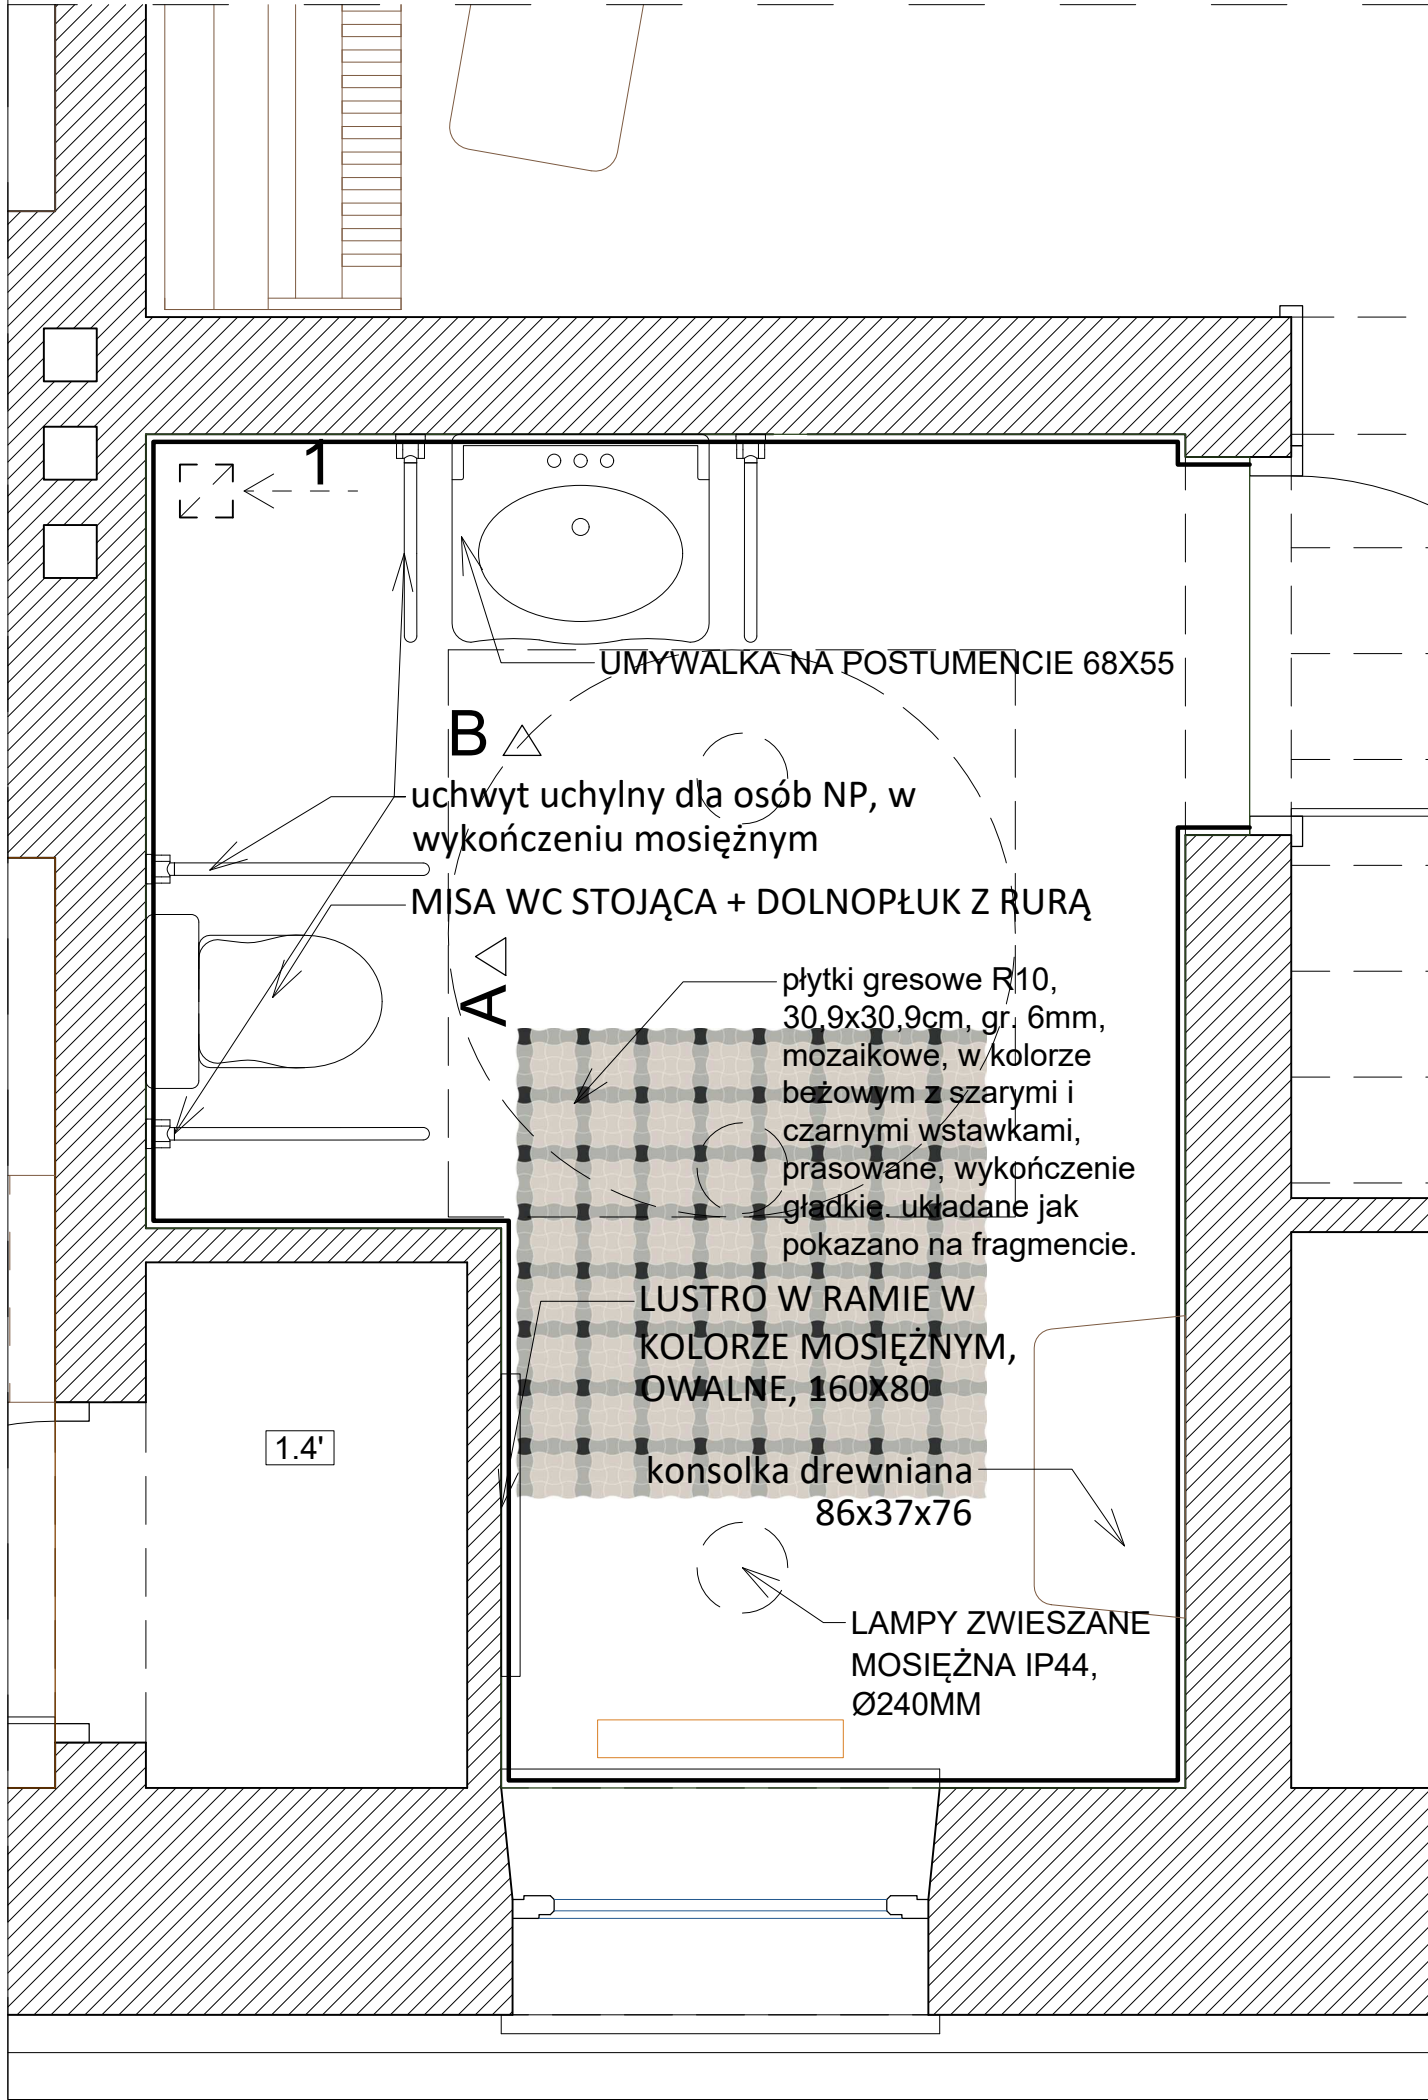 1
UMYWALKA NA POSTUMENCIE 68X55
B
uchwyt uchylny dla osób NP, w
wykończeniu mosiężnym
MISA WC STOJĄCA + DOLNOPŁUK Z RURĄ
A
płytki gresowe R10,
30,9x30,9cm, gr. 6mm,
mozaikowe, w kolorze
beżowym z szarymi i
czarnymi wstawkami,
prasowane, wykończenie
gładkie. układane jak
pokazano na fragmencie.
LUSTRO W RAMIE W
KOLORZE MOSIĘŻNYM,
OWALNE, 160X80
1.4'
konsolka drewniana
86x37x76
LAMPY ZWIESZANE
MOSIĘŻNA IP44,
Ø240MM